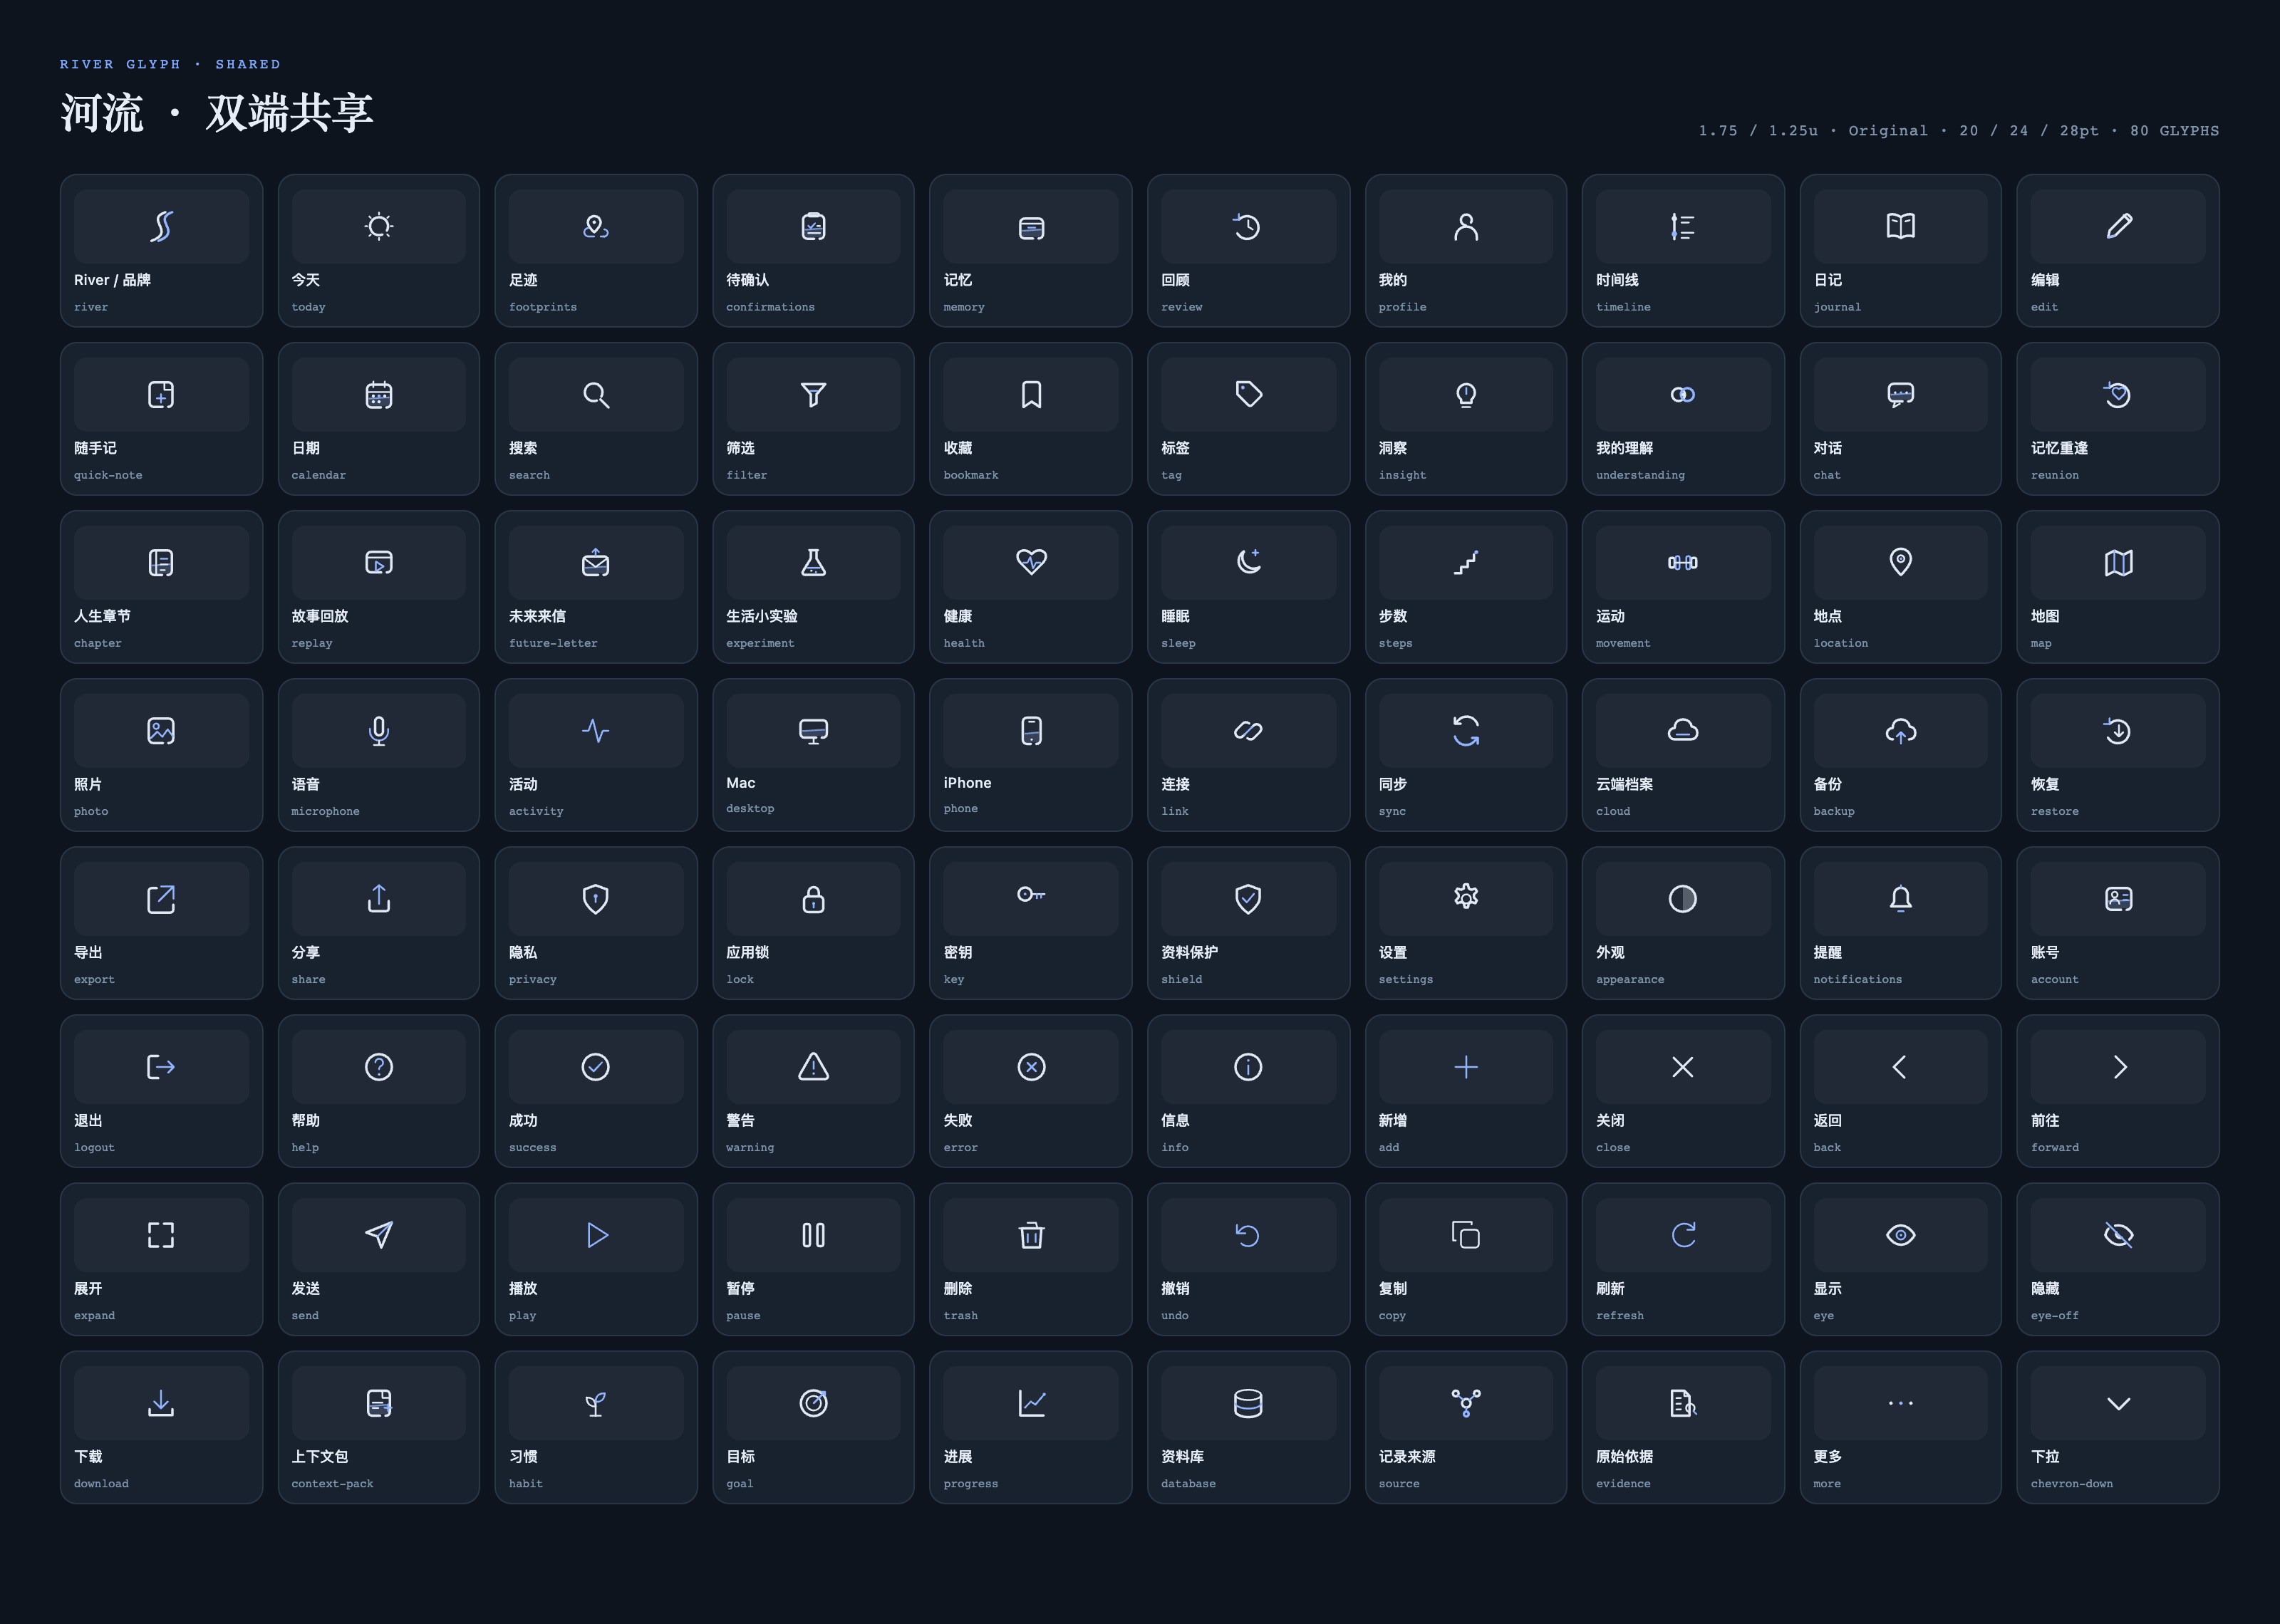 RIVER GLYPH · SHARED
河流 · 双端共享
1.75 / 1.25u · Original · 20 / 24 / 28pt · 80 GLYPHS
River / 品牌
river
今天
today
足迹
footprints
待确认
confirmations
记忆
memory
回顾
review
我的
profile
时间线
timeline
日记
journal
编辑
edit
随手记
quick-note
日期
calendar
搜索
search
筛选
filter
收藏
bookmark
标签
tag
洞察
insight
我的理解
understanding
对话
chat
记忆重逢
reunion
人生章节
chapter
故事回放
replay
未来来信
future-letter
生活小实验
experiment
健康
health
睡眠
sleep
步数
steps
运动
movement
地点
location
地图
map
照片
photo
语音
microphone
活动
activity
Mac
desktop
iPhone
phone
连接
link
同步
sync
云端档案
cloud
备份
backup
恢复
restore
导出
export
分享
share
隐私
privacy
应用锁
lock
密钥
key
资料保护
shield
设置
settings
外观
appearance
提醒
notifications
账号
account
退出
logout
帮助
help
成功
success
警告
warning
失败
error
信息
info
新增
add
关闭
close
返回
back
前往
forward
展开
expand
发送
send
播放
play
暂停
pause
删除
trash
撤销
undo
复制
copy
刷新
refresh
显示
eye
隐藏
eye-off
下载
download
上下文包
context-pack
习惯
habit
目标
goal
进展
progress
资料库
database
记录来源
source
原始依据
evidence
更多
more
下拉
chevron-down